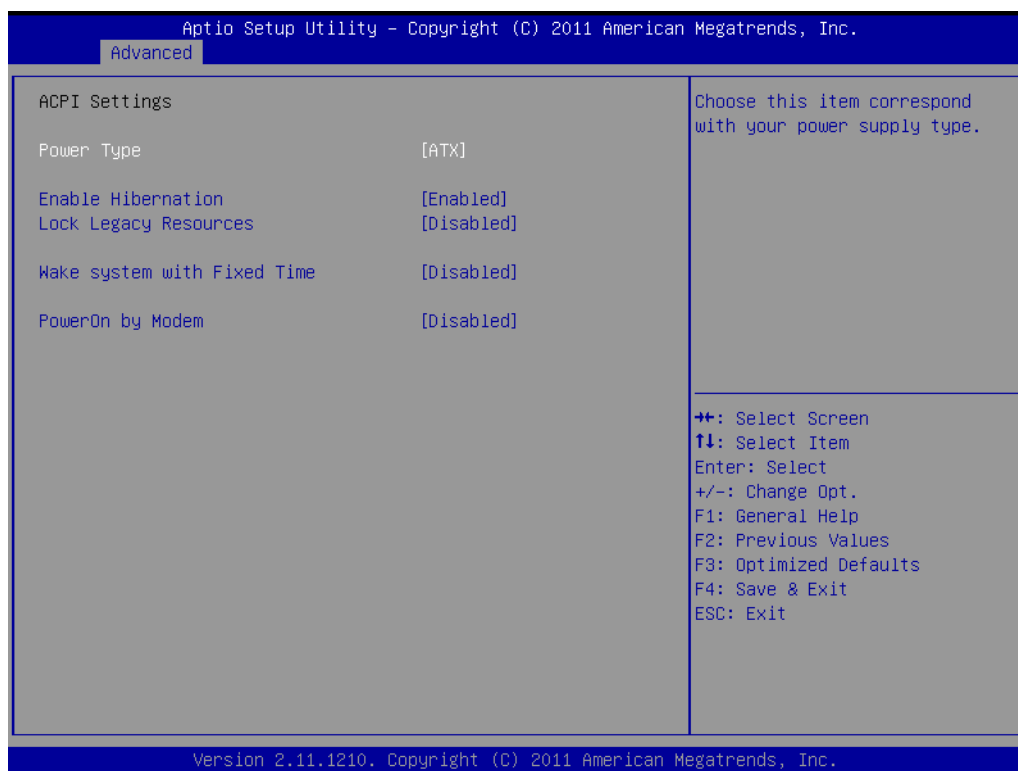 Aptio Setup Utility – Copyright (C) 2011 American Megatrends, Inc.
Advanced
ACPI Settings
Power Type [ATX]
Enable Hibernation [Enabled]
Lock Legacy Resources [Disabled]
Wake system with Fixed Time [Disabled]
PowerOn by Modem [Disabled]
Choose this item correspond
with your power supply type.
→←: Select Screen
↑↓: Select Item
Enter: Select
+/-: Change Opt.
F1: General Help
F2: Previous Values
F3: Optimized Defaults
F4: Save & Exit
ESC: Exit
Version 2.11.1210. Copyright (C) 2011 American Megatrends, Inc.